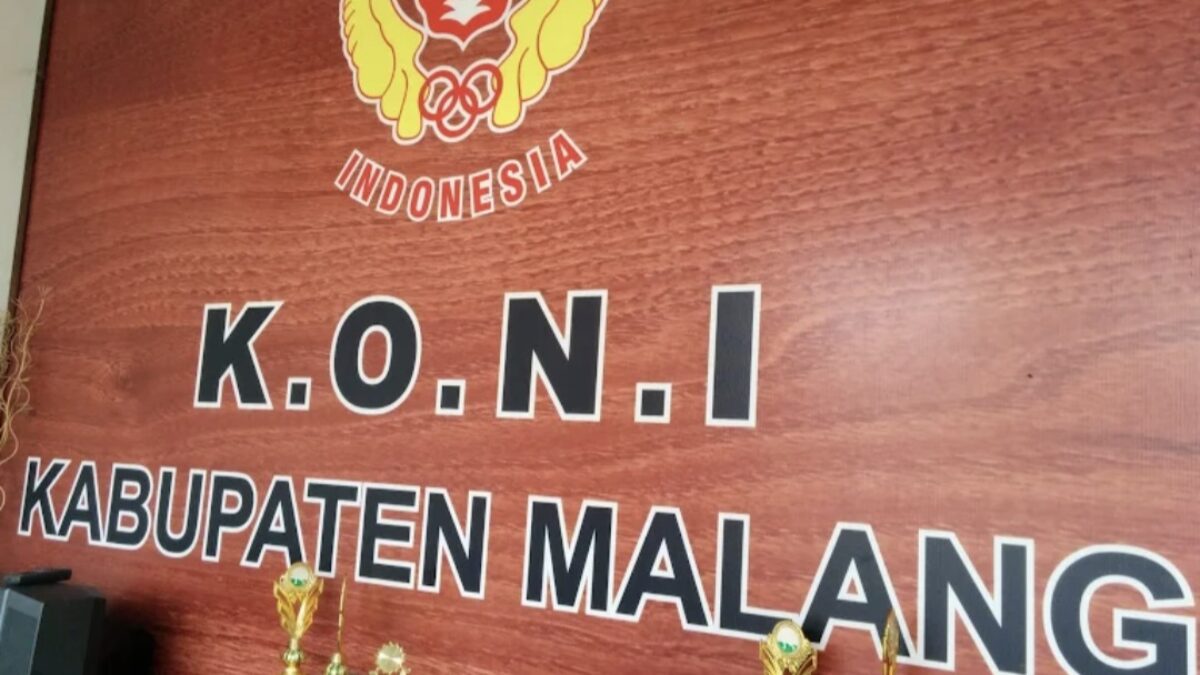 INDONESIA
K.O.N.I
KABUPATEN MALANG